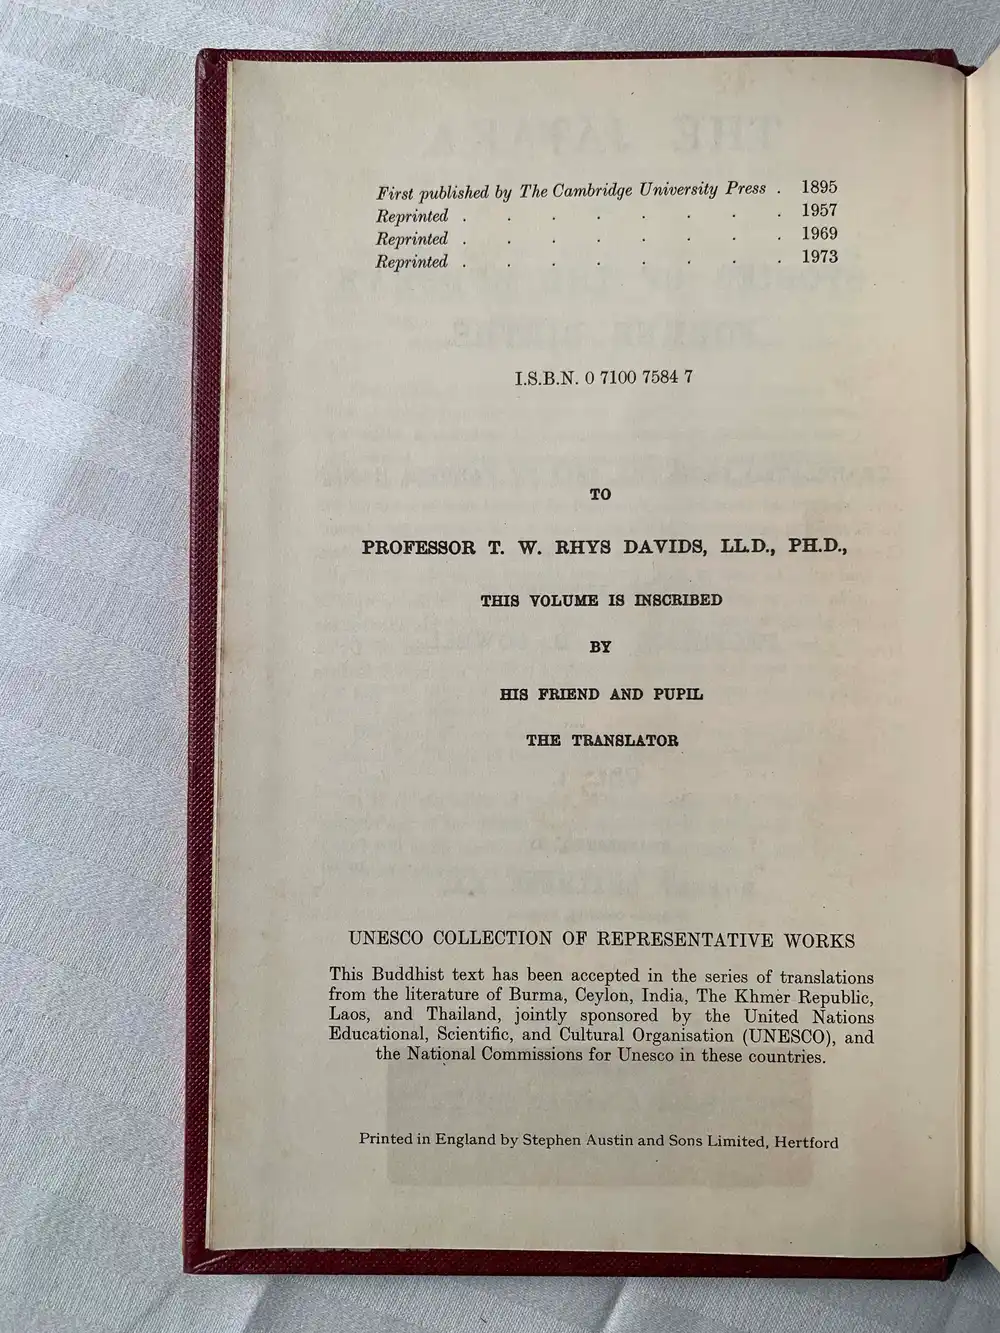 First published by The Cambridge University Press . 1895
Reprinted . . . . . . . . 1957
Reprinted . . . . . . . . 1969
Reprinted . . . . . . . . 1973
I.S.B.N. 0 7100 7584 7
TO
PROFESSOR T. W. RHYS DAVIDS, LL.D., PH.D.,
THIS VOLUME IS INSCRIBED
BY
HIS FRIEND AND PUPIL
THE TRANSLATOR
UNESCO COLLECTION OF REPRESENTATIVE WORKS
This Buddhist text has been accepted in the series of translations
from the literature of Burma, Ceylon, India, The Khmer Republic,
Laos, and Thailand, jointly sponsored by the United Nations
Educational, Scientific, and Cultural Organisation (UNESCO), and
the National Commissions for Unesco in these countries.
Printed in England by Stephen Austin and Sons Limited, Hertford